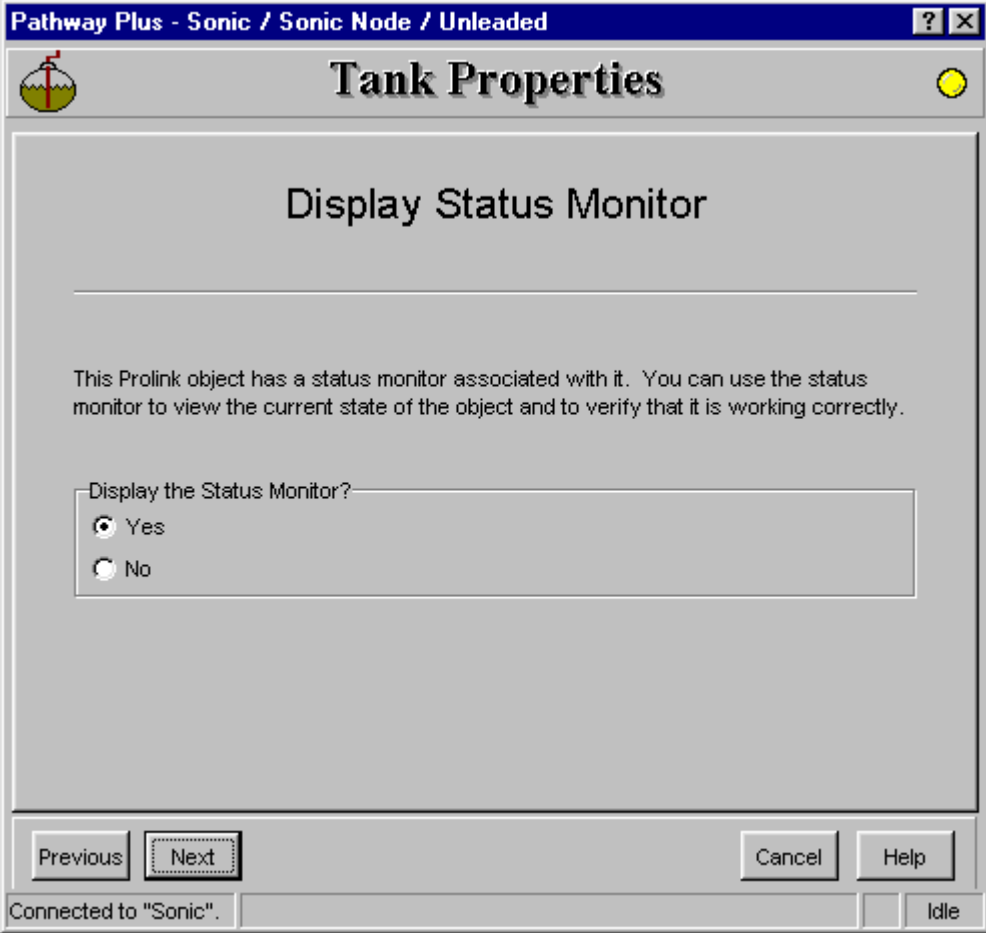 Pathway Plus - Sonic / Sonic Node / Unleaded
Tank Properties
Display Status Monitor
This Prolink object has a status monitor associated with it.  You can use the status
monitor to view the current state of the object and to verify that it is working correctly.
Display the Status Monitor?
Yes
No
Previous
Next
Cancel
Help
Connected to "Sonic".
Idle